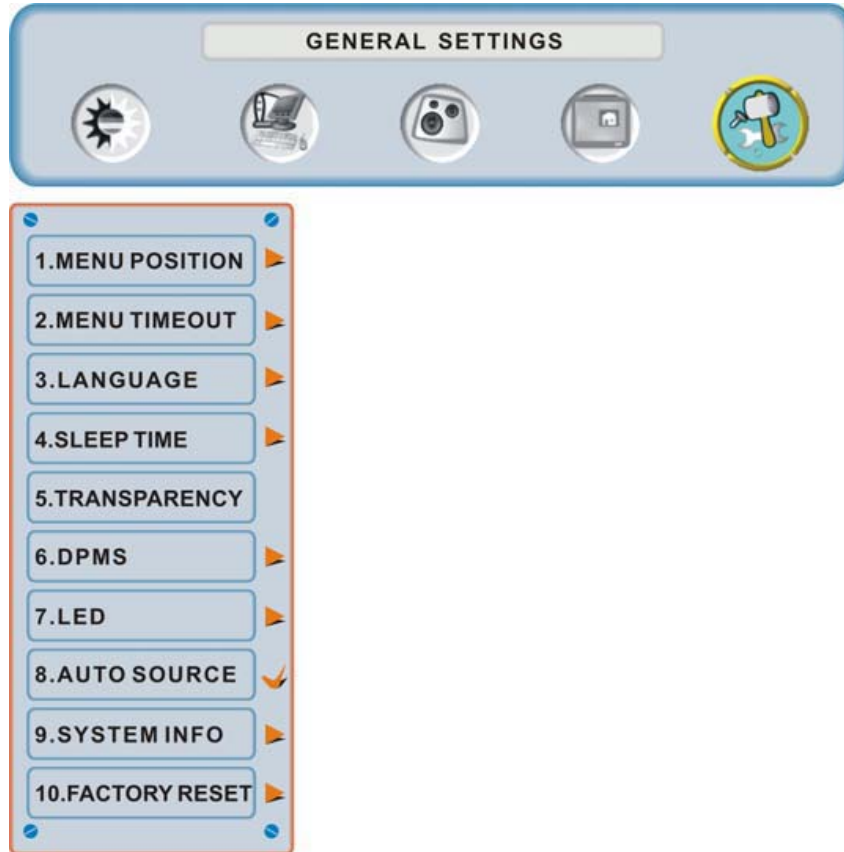 GENERAL SETTINGS
1.MENU POSITION
2.MENU TIMEOUT
3.LANGUAGE
4.SLEEP TIME
5.TRANSPARENCY
6.DPMS
7.LED
8.AUTO SOURCE
9.SYSTEM INFO
10.FACTORY RESET